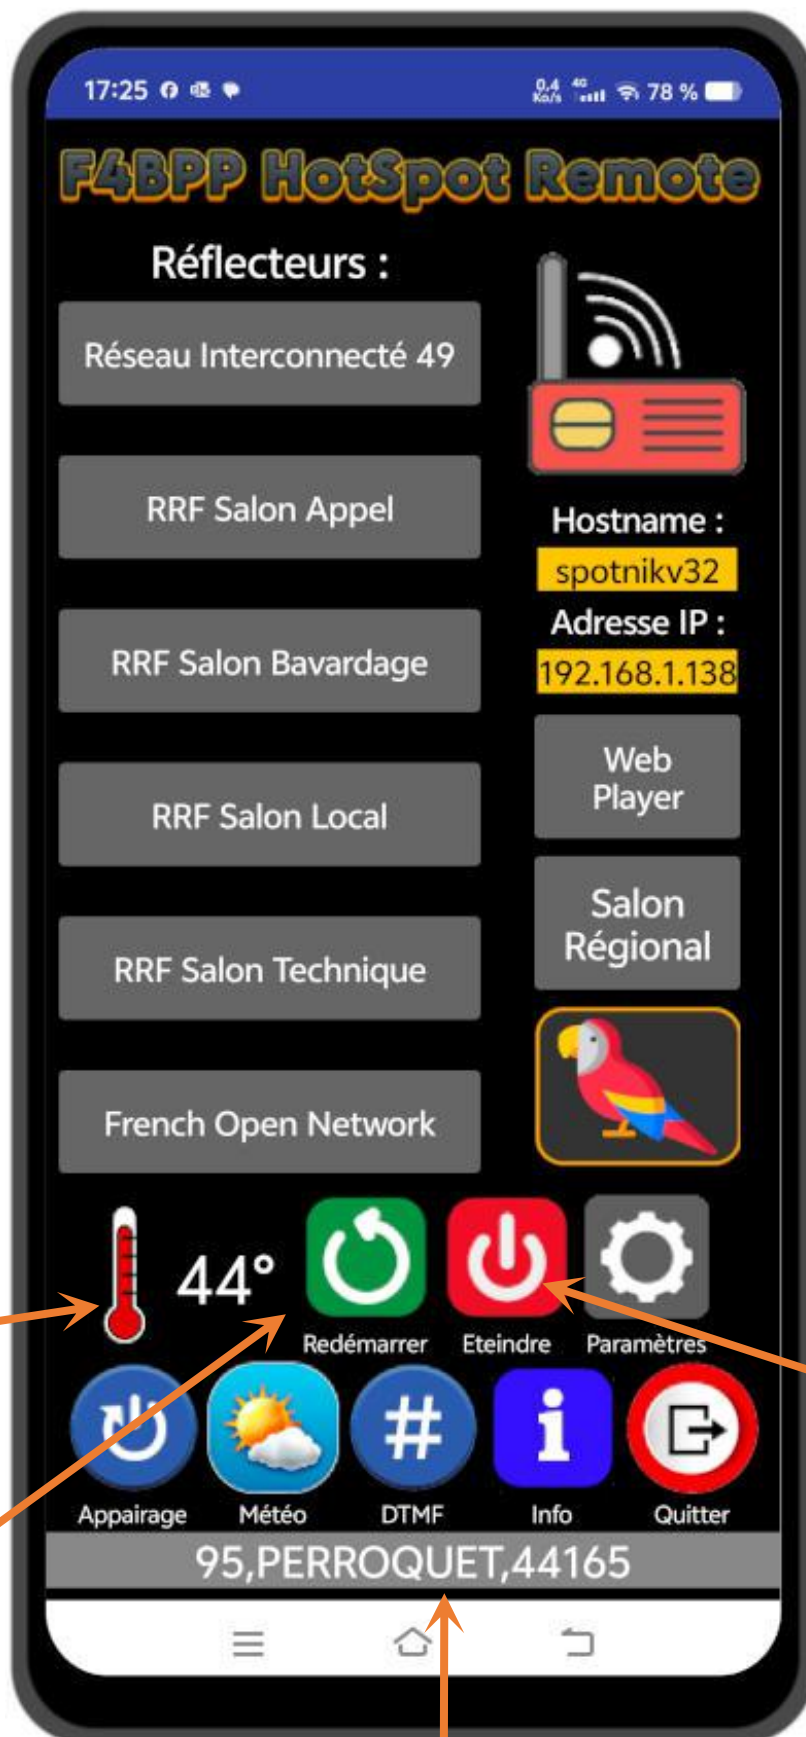 17:25
0.4 Ko/s 4G 78 %
F4BPP HotSpot Remote
Réflecteurs :
Réseau Interconnecté 49
RRF Salon Appel
RRF Salon Bavardage
RRF Salon Local
RRF Salon Technique
French Open Network
Hostname :
spotnikv32
Adresse IP :
192.168.1.138
Web
Player
Salon
Régional
44°
Redémarrer
Eteindre
Paramètres
#
i
Appairage
Météo
DTMF
Info
Quitter
95,PERROQUET,44165